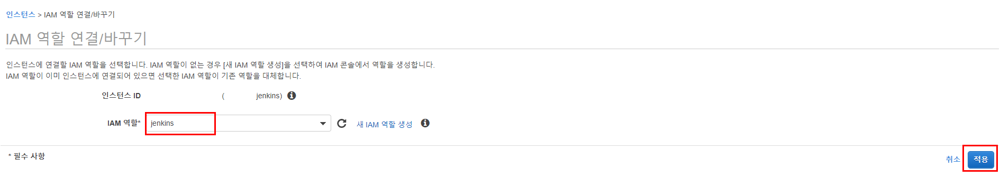 인스턴스 > IAM 역할 연결/바꾸기
IAM 역할 연결/바꾸기
인스턴스에 연결할 IAM 역할을 선택합니다. IAM 역할이 없는 경우 [새 IAM 역할 생성]을 선택하여 IAM 콘솔에서 역할을 생성합니다.
IAM 역할이 이미 인스턴스에 연결되어 있으면 선택한 IAM 역할이 기존 역할을 대체합니다.
인스턴스 ID ( jenkins)
IAM 역할* jenkins 새 IAM 역할 생성
* 필수 사항
취소 적용